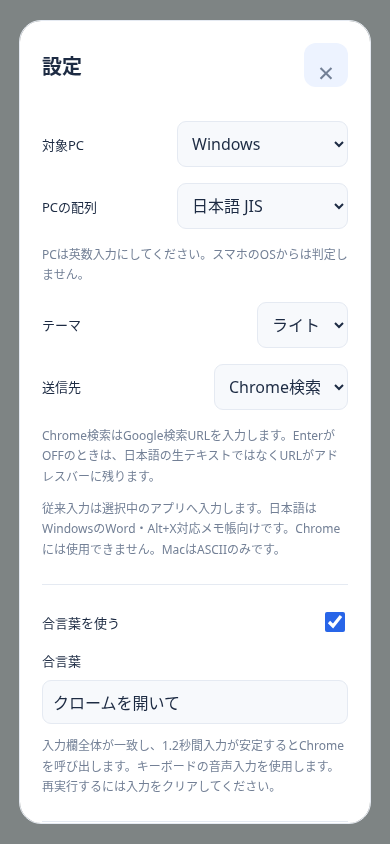 設定
×
対象PC
Windows
PCの配列
日本語 JIS
PCは英数入力にしてください。スマホのOSからは判定し
ません。
テーマ
ライト
送信先
Chrome検索
Chrome検索はGoogle検索URLを入力します。Enterが
OFFのときは、日本語の生テキストではなくURLがアド
レスバーに残ります。
従来入力は選択中のアプリへ入力します。日本語は
WindowsのWord・Alt+X対応メモ帳向けです。Chrome
には使用できません。MacはASCIIのみです。
合言葉を使う
合言葉
クロームを開いて
入力欄全体が一致し、1.2秒間入力が安定するとChrome
を呼び出します。キーボードの音声入力を使用します。
再実行するには入力をクリアしてください。